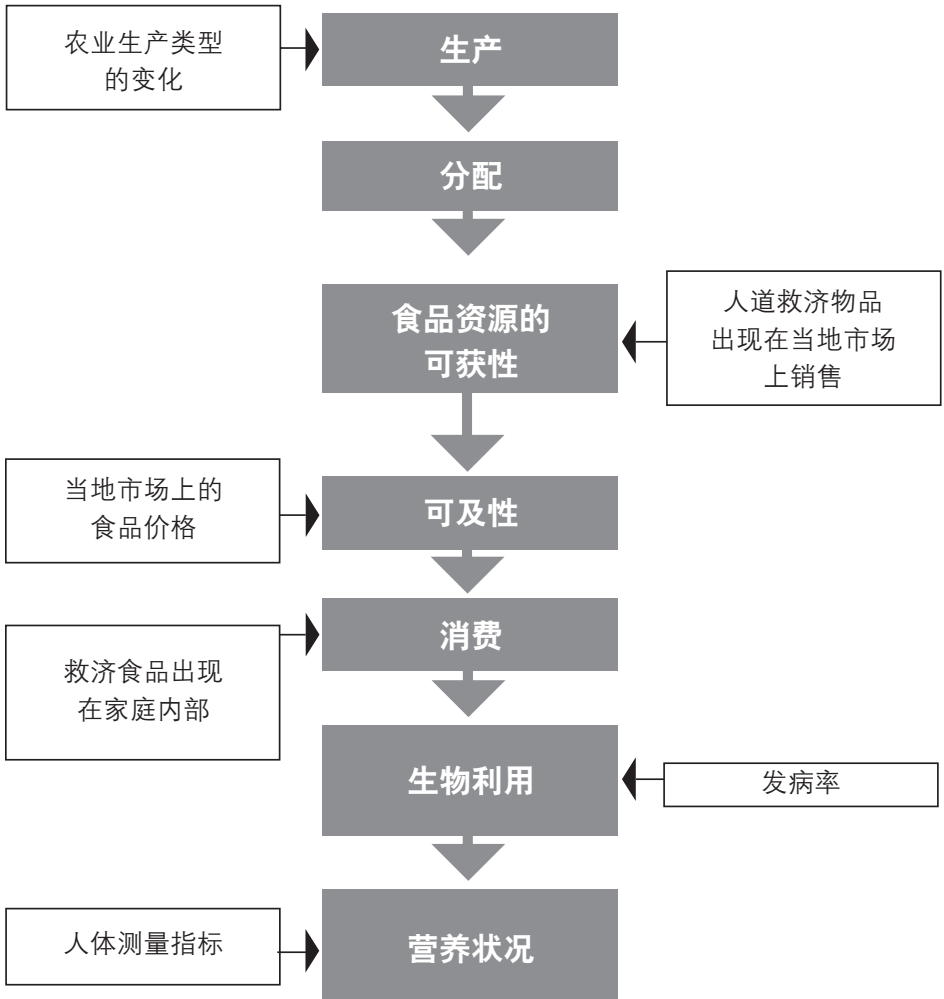 农业生产类型
的变化
生产
分配
食品资源的
可获性
人道救济物品
出现在当地市场
上销售
当地市场上的
食品价格
可及性
消费
救济食品出现
在家庭内部
生物利用
发病率
人体测量指标
营养状况